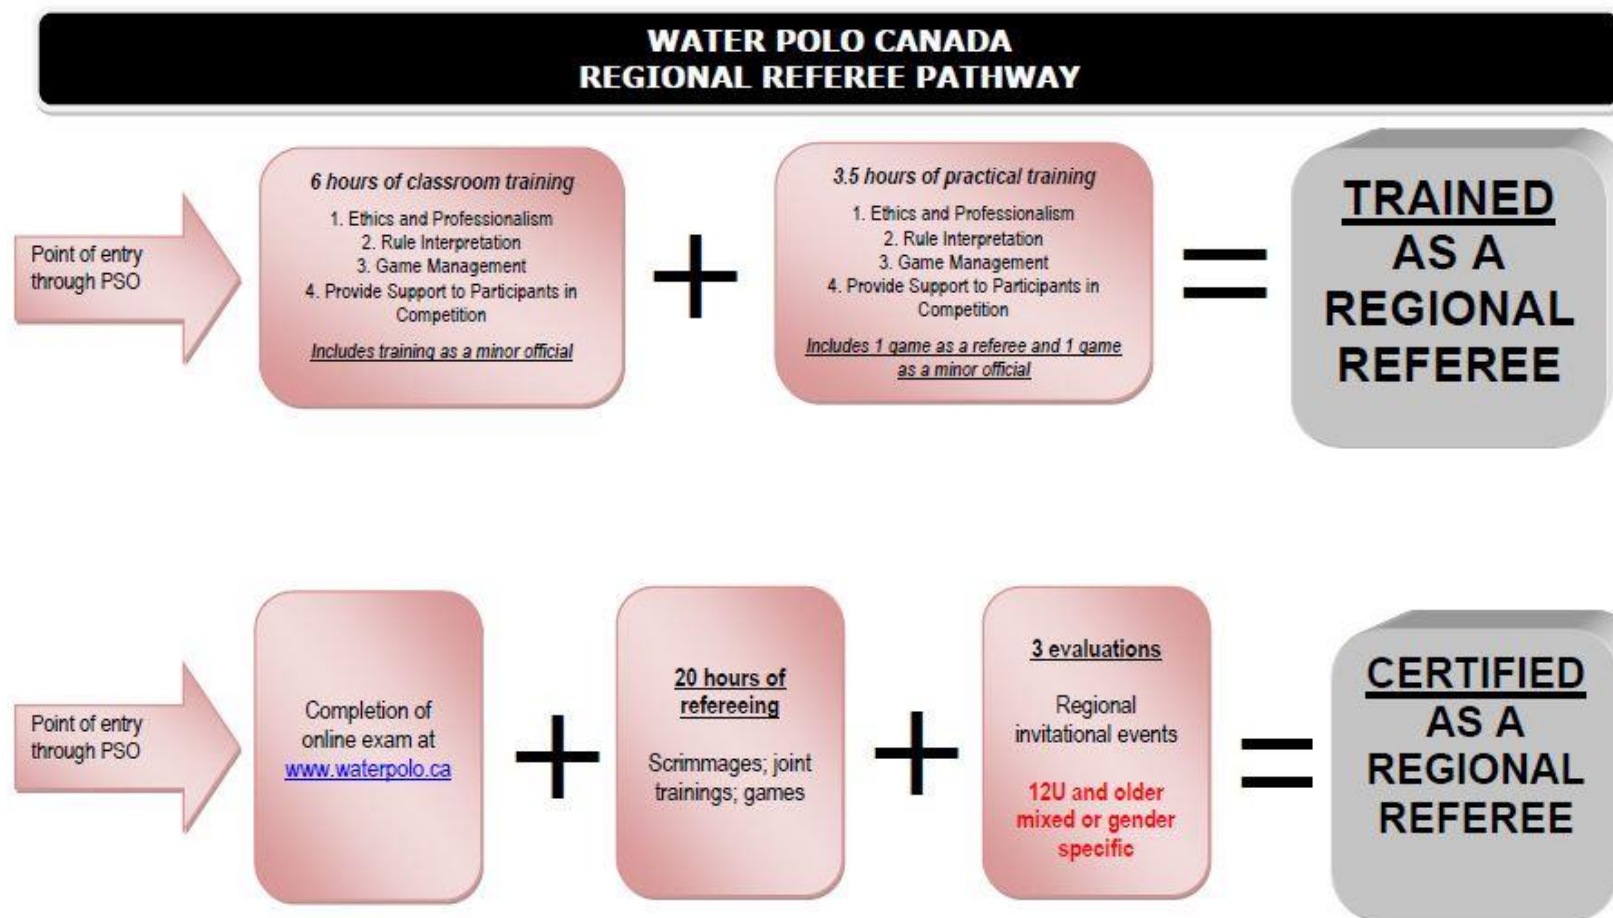 WATER POLO CANADA
REGIONAL REFEREE PATHWAY
Point of entry
through PSO
6 hours of classroom training
1. Ethics and Professionalism
2. Rule Interpretation
3. Game Management
4. Provide Support to Participants in
Competition
Includes training as a minor official
+
3.5 hours of practical training
1. Ethics and Professionalism
2. Rule Interpretation
3. Game Management
4. Provide Support to Participants in
Competition
Includes 1 game as a referee and 1 game
as a minor official
=
TRAINED
AS A
REGIONAL
REFEREE
Point of entry
through PSO
Completion of
online exam at
www.waterpolo.ca
+
20 hours of
refereeing
Scrimmages; joint
trainings; games
+
3 evaluations
Regional
invitational events
12U and older
mixed or gender
specific
=
CERTIFIED
AS A
REGIONAL
REFEREE